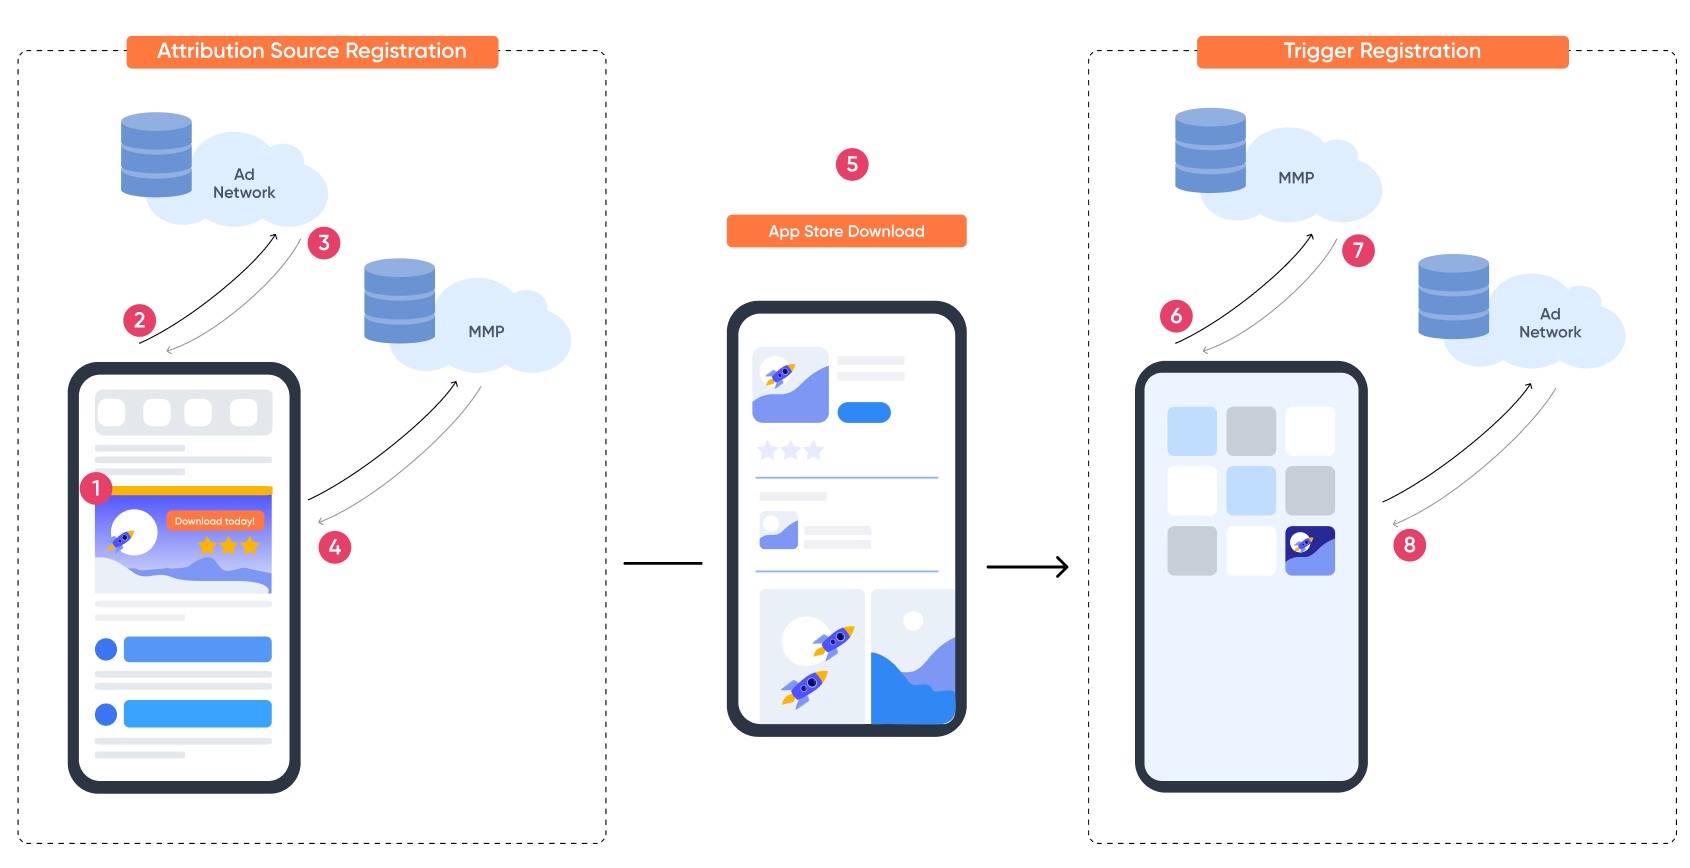 Attribution Source Registration
Ad
Network
3
2
MMP
1
Download today!
4
5
App Store Download
Trigger Registration
MMP
7
6
Ad
Network
8